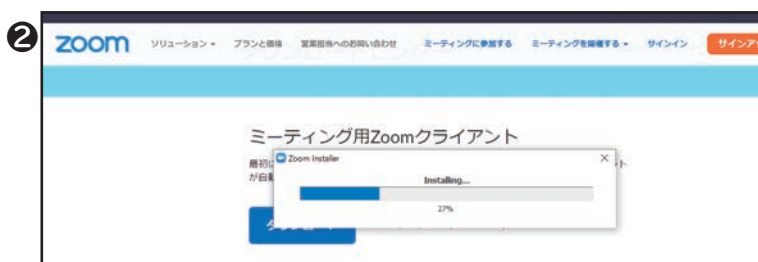 ❷
zoom ソリューション▾ プランと価格 営業担当へのお問い合わせ ミーティングに参加する ミーティングを開催する▾ サインイン サインア
ミーティング用Zoomクライアント
最初に
Zoom Installer ×
が自動
Installing...
27%